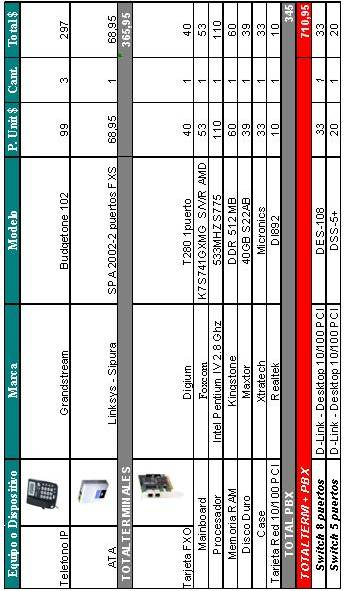 Equipo o Dispositivo Marca Modelo P. Unit $ Cant. Total $
Telefono IP Grandstream Budgetone 102 99 3 297
ATA Linksys - Sipura SPA 2002-2 puertos FXS 68,95 1 68,95
TOTAL TERMINALES 365,95
Tarjeta FXO Digium T280 1puerto 40 1 40
Mainboard Foxcom K7S741GXMG S/V/R AMD 53 1 53
Procesador Intel Pentium IV 2.8 Ghz 533MHZ S775 110 1 110
Memoria RAM Kingstone DDR 512 MB 60 1 60
Disco Duro Maxtor 40GB S22AB 39 1 39
Case Xtratech Micronics 33 1 33
Tarjeta Red 10/100 PCI Realtek DI892 10 1 10
TOTAL PBX 345
TOTAL TERMI + PBX 710,95
Switch 8 puertos D-Link - Desktop 10/100 PCI DES-108 33 1 33
Switch 5 puertos D-Link - Desktop 10/100 PCI DSS-5+ 20 1 20